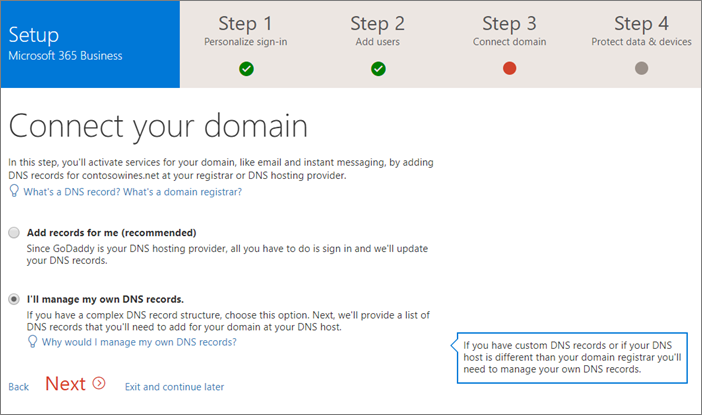 Setup
Microsoft 365 Business
Step 1
Personalize sign-in
Step 2
Add users
Step 3
Connect domain
Step 4
Protect data & devices
Connect your domain
In this step, you'll activate services for your domain, like email and instant messaging, by adding
DNS records for contosowines.net at your registrar or DNS hosting provider.
What's a DNS record? What's a domain registrar?
Add records for me (recommended)
Since GoDaddy is your DNS hosting provider, all you have to do is sign in and we'll update
your DNS records.
I'll manage my own DNS records.
If you have a complex DNS record structure, choose this option. Next, we'll provide a list of
DNS records that you'll need to add for your domain at your DNS host.
Why would I manage my own DNS records?
If you have custom DNS records or if your DNS
host is different than your domain registrar you'll
need to manage your own DNS records.
Back
Next
Exit and continue later